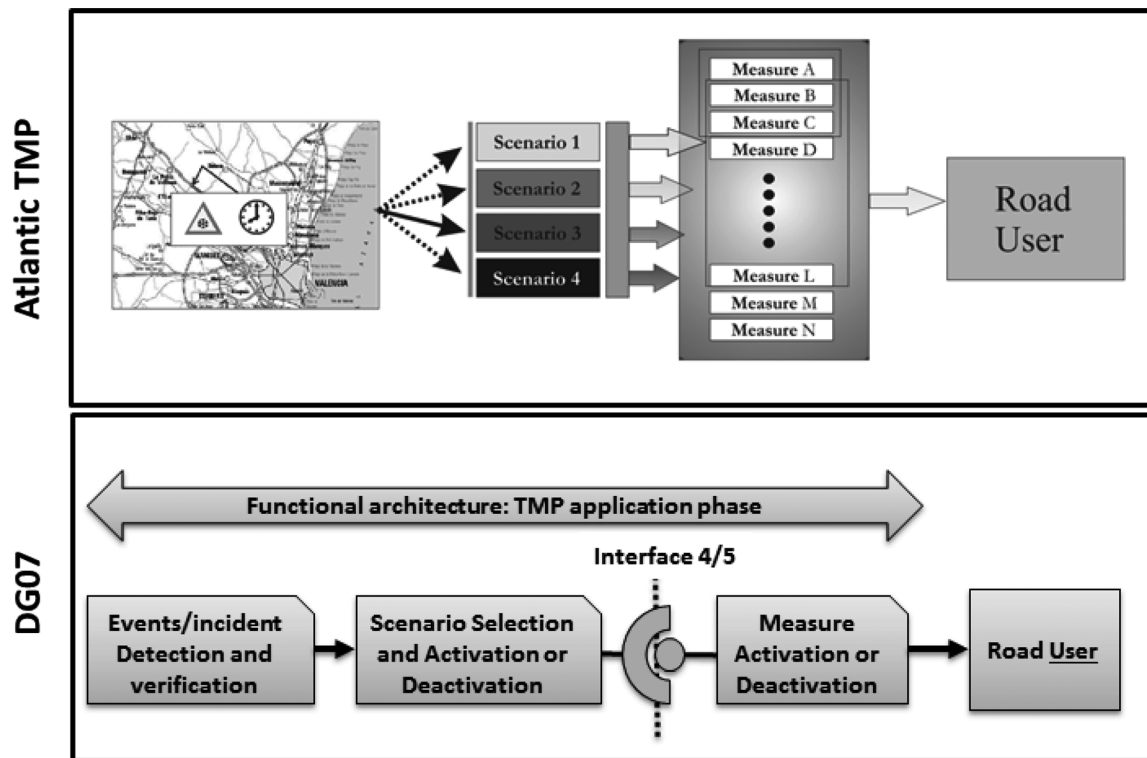 Atlantic TMP
VALENCIA
Scenario 1
Scenario 2
Scenario 3
Scenario 4
Measure A
Measure B
Measure C
Measure D
Measure L
Measure M
Measure N
Road
User
DG07
Functional architecture: TMP application phase
Interface 4/5
Events/incident
Detection and
verification
Scenario Selection
and Activation or
Deactivation
Measure
Activation or
Deactivation
Road User